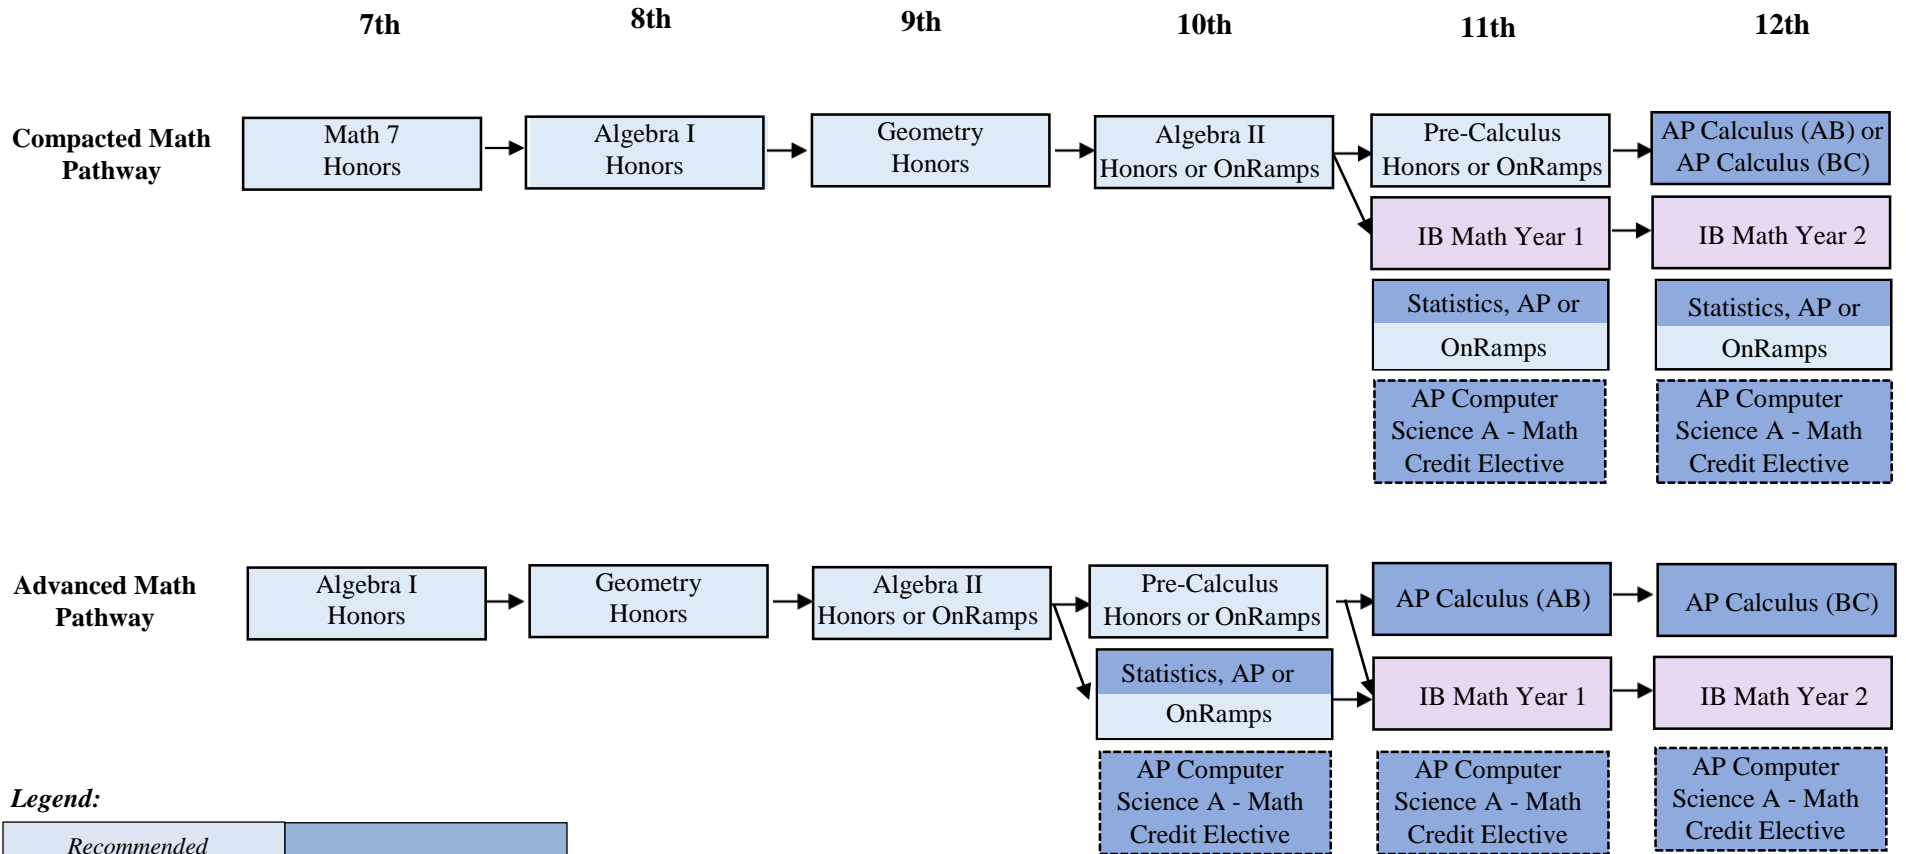 7th
8th
9th
10th
11th
12th
Compacted Math
Pathway
Math 7
Honors
Algebra I
Honors
Geometry
Honors
Algebra II
Honors or OnRamps
Pre-Calculus
Honors or OnRamps
AP Calculus (AB) or
AP Calculus (BC)
IB Math Year 1
IB Math Year 2
Statistics, AP or
OnRamps
Statistics, AP or
OnRamps
AP Computer
Science A - Math
Credit Elective
AP Computer
Science A - Math
Credit Elective
Advanced Math
Pathway
Algebra I
Honors
Geometry
Honors
Algebra II
Honors or OnRamps
Pre-Calculus
Honors or OnRamps
AP Calculus (AB)
AP Calculus (BC)
Statistics, AP or
OnRamps
IB Math Year 1
IB Math Year 2
AP Computer
Science A - Math
Credit Elective
AP Computer
Science A - Math
Credit Elective
AP Computer
Science A - Math
Credit Elective
Legend:
Recommended